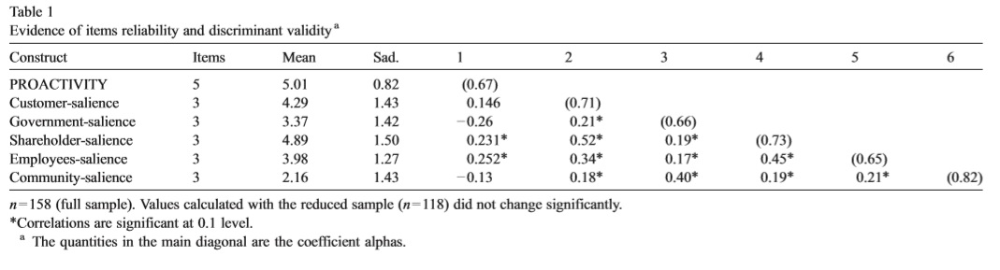 Table 1
Evidence of items reliability and discriminant validity a
Construct Items Mean Sad. 1 2 3 4 5 6
PROACTIVITY 5 5.01 0.82 (0.67)
Customer-salience 3 4.29 1.43 0.146 (0.71)
Government-salience 3 3.37 1.42 −0.26 0.21* (0.66)
Shareholder-salience 3 4.89 1.50 0.231* 0.52* 0.19* (0.73)
Employees-salience 3 3.98 1.27 0.252* 0.34* 0.17* 0.45* (0.65)
Community-salience 3 2.16 1.43 −0.13 0.18* 0.40* 0.19* 0.21* (0.82)
n=158 (full sample). Values calculated with the reduced sample (n=118) did not change significantly.
*Correlations are significant at 0.1 level.
a The quantities in the main diagonal are the coefficient alphas.